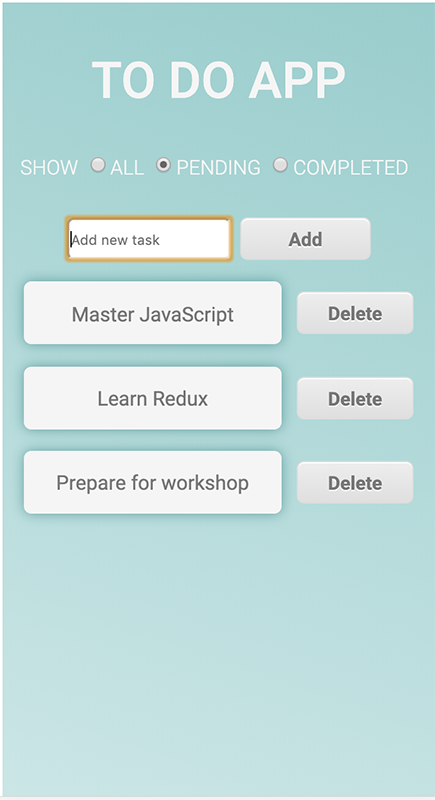 TO DO APP
SHOW ALL PENDING COMPLETED
Add new task Add
Master JavaScript Delete
Learn Redux Delete
Prepare for workshop Delete